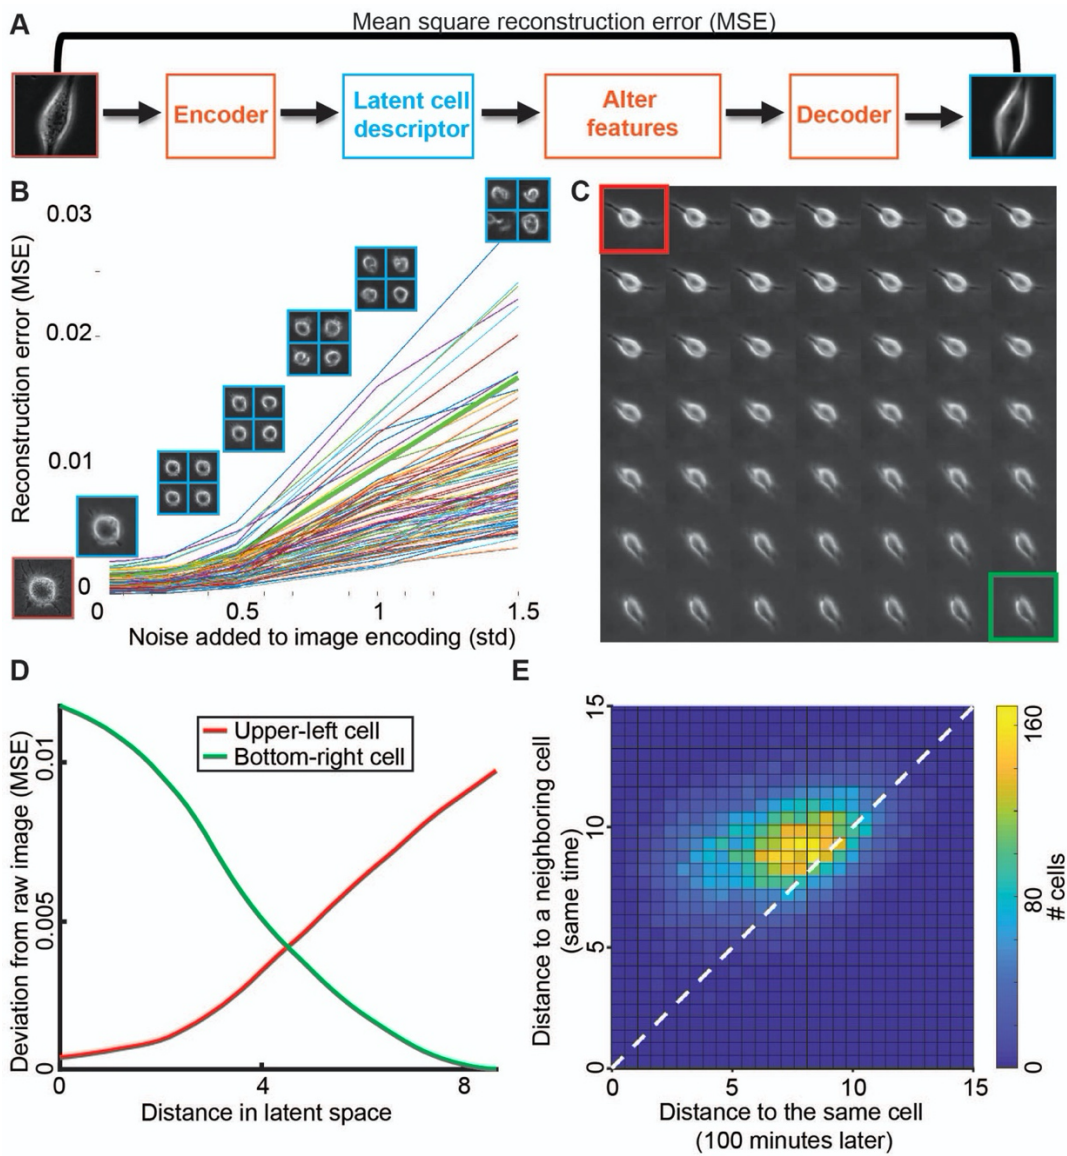 A
Mean square reconstruction error (MSE)
Encoder
Latent cell
descriptor
Alter
features
Decoder
B
Reconstruction error (MSE)
0.03
0.02
0.01
0
0
0.5
1
1.5
Noise added to image encoding (std)
C
D
Deviation from raw image (MSE)
0.01
0.005
0
Upper-left cell
Bottom-right cell
0
4
8
Distance in latent space
E
Distance to a neighboring cell
(same time)
15
10
5
0
0
5
10
15
Distance to the same cell
(100 minutes later)
160
80
0
# cells